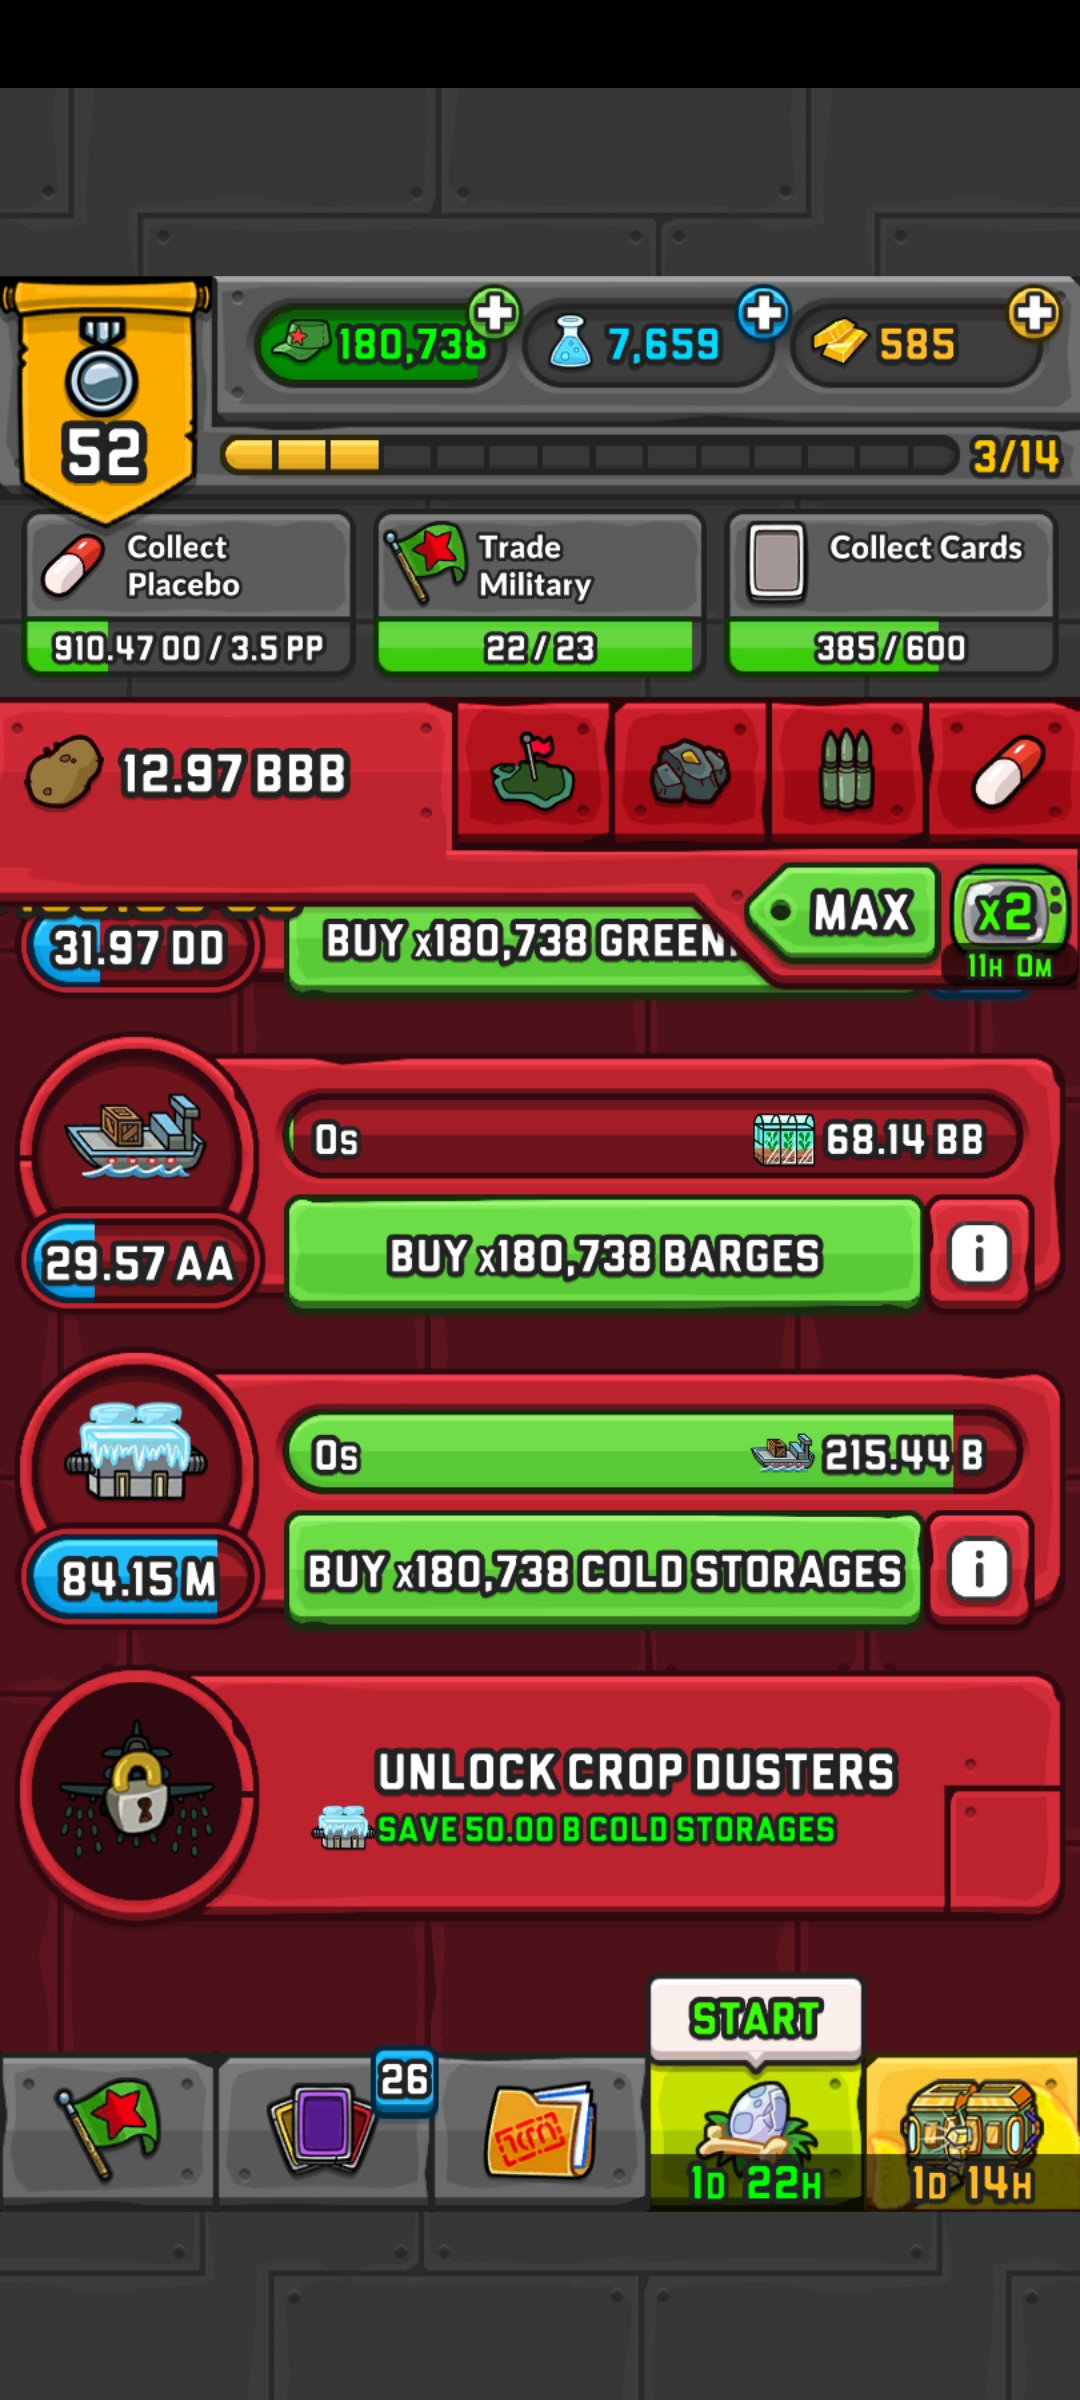 180,738
7,659
585
52
3/14
Collect
Placebo
910.47 OO / 3.5 PP
Trade
Military
22 / 23
Collect Cards
385 / 600
12.97 BBB
MAX
x2
11H 0M
31.97 DD
BUY x180,738 GREEN
0s
68.14 BB
29.57 AA
BUY x180,738 BARGES
i
0s
215.44 B
84.15 M
BUY x180,738 COLD STORAGES
i
UNLOCK CROP DUSTERS
SAVE 50.00 B COLD STORAGES
START
26
1D 22H
1D 14H